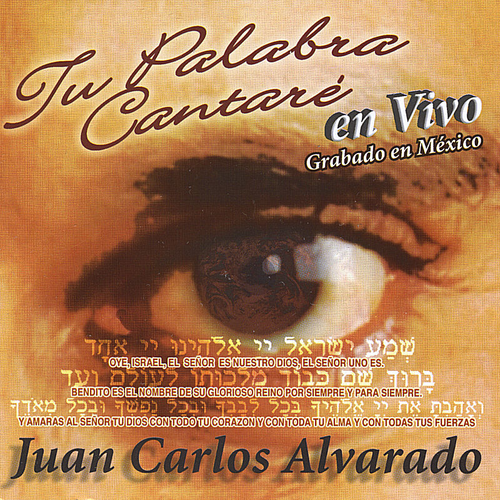 Tu Palabra
Cantaré
en Vivo
Grabado en México
שְׁמַע יִשְׂרָאֵל יי אֱלֹהֵינוּ יי אֶחָד
OYE, ISRAEL, EL SEÑOR ES NUESTRO DIOS, EL SEÑOR UNO ES.
בָּרוּךְ שֵׁם כְּבוֹד מַלְכוּתוֹ לְעוֹלָם וָעֶד
BENDITO ES EL NOMBRE DE SU GLORIOSO REINO POR SIEMPRE Y PARA SIEMPRE.
וְאָהַבְתָּ אֵת יי אֱלֹהֶיךָ בְּכָל לְבָבְךָ וּבְכָל נַפְשְׁךָ וּבְכָל מְאֹדֶךָ
Y AMARAS AL SEÑOR TU DIOS CON TODO TU CORAZON Y CON TODA TU ALMA Y CON TODAS TUS FUERZAS
Juan Carlos Alvarado